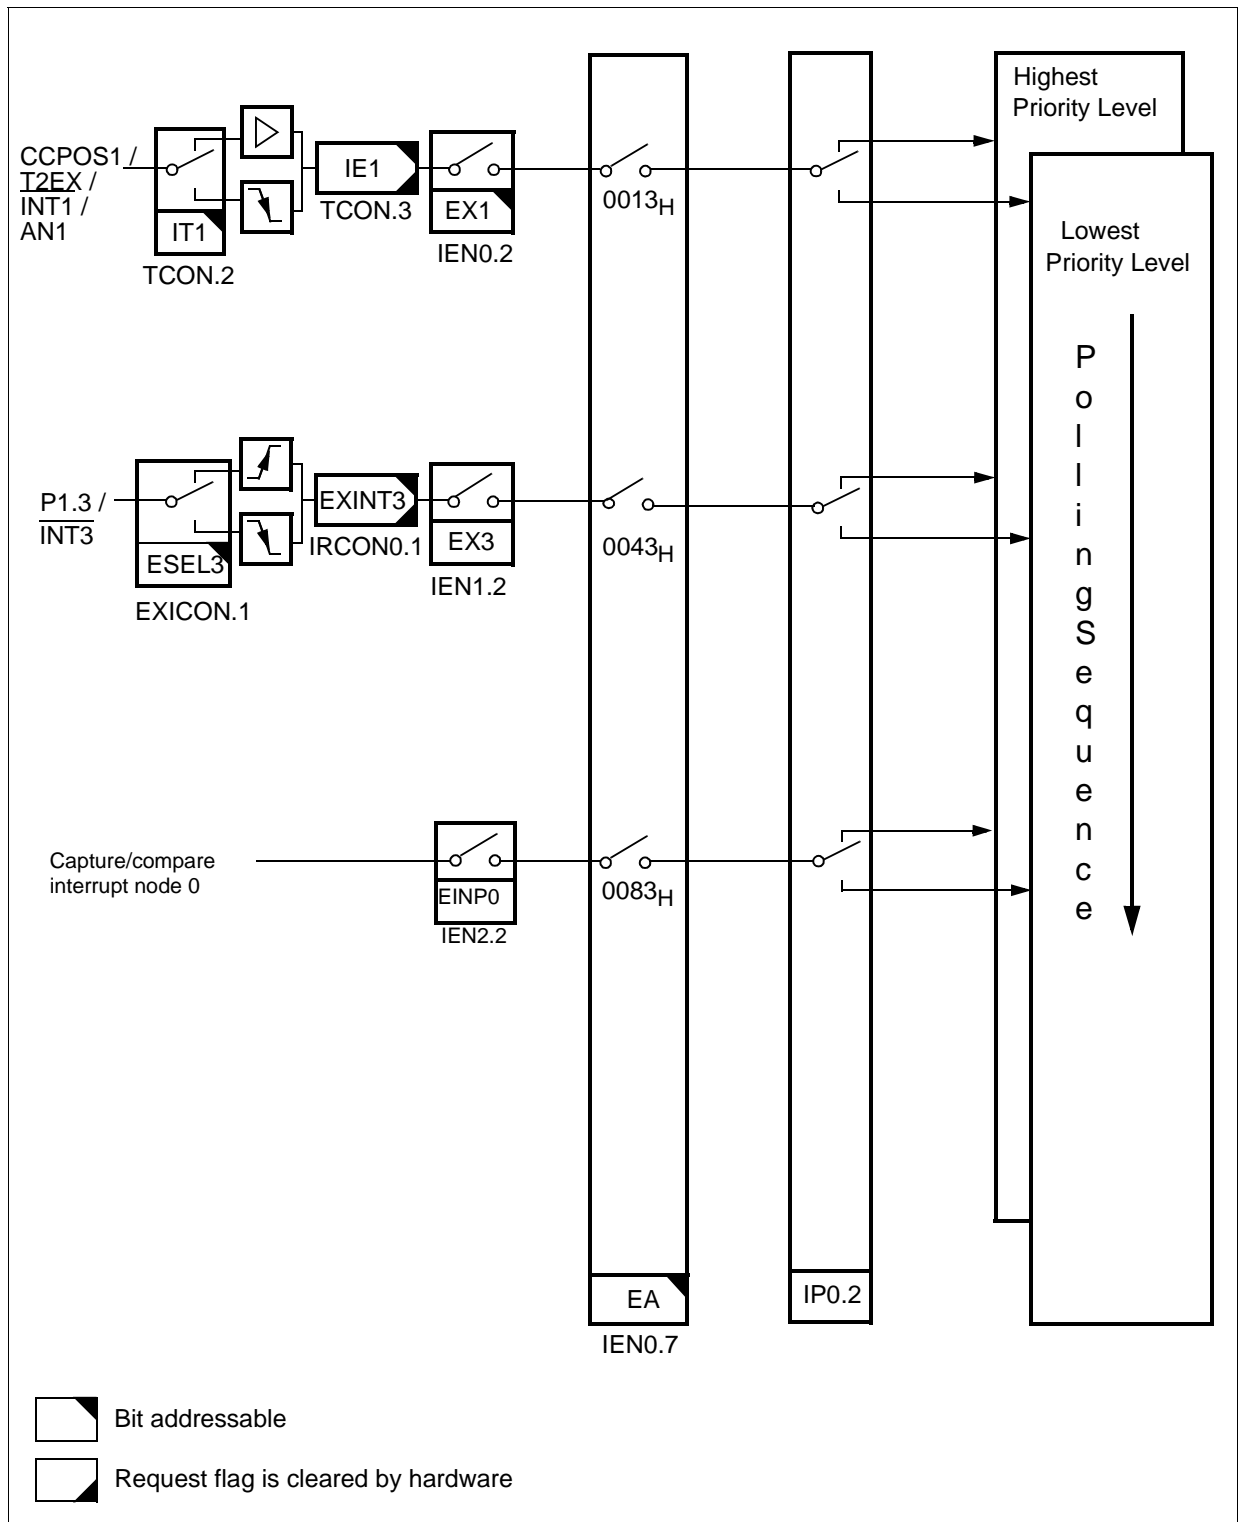 Highest
Priority Level
CCPOS1 /
T2EX /
INT1 /
AN1
IT1
TCON.2
IE1
TCON.3
EX1
IEN0.2
0013H
Lowest
Priority Level
P1.3 /
INT3
ESEL3
EXICON.1
EXINT3
IRCON0.1
EX3
IEN1.2
0043H
Polling Sequence
Capture/compare
interrupt node 0
EINP0
IEN2.2
0083H
EA
IEN0.7
IP0.2
Bit addressable
Request flag is cleared by hardware